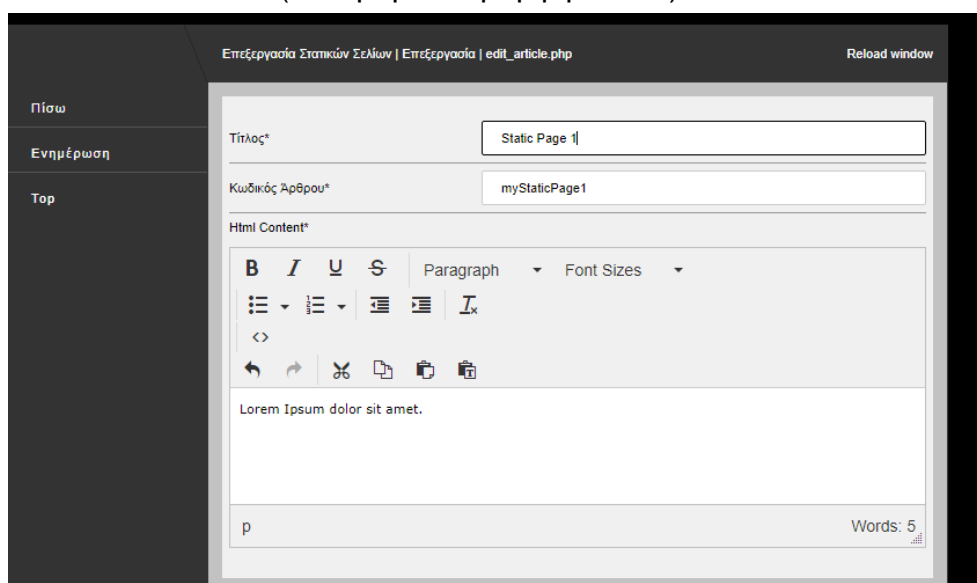 Επεξεργασία Στατικών Σελίων | Επεξεργασία | edit_article.php Reload window
Πίσω
Ενημέρωση
Top
Τίτλος* Static Page 1
Κωδικός Άρθρου* myStaticPage1
Html Content*
B I U S Paragraph Font Sizes
Lorem Ipsum dolor sit amet.
p Words: 5